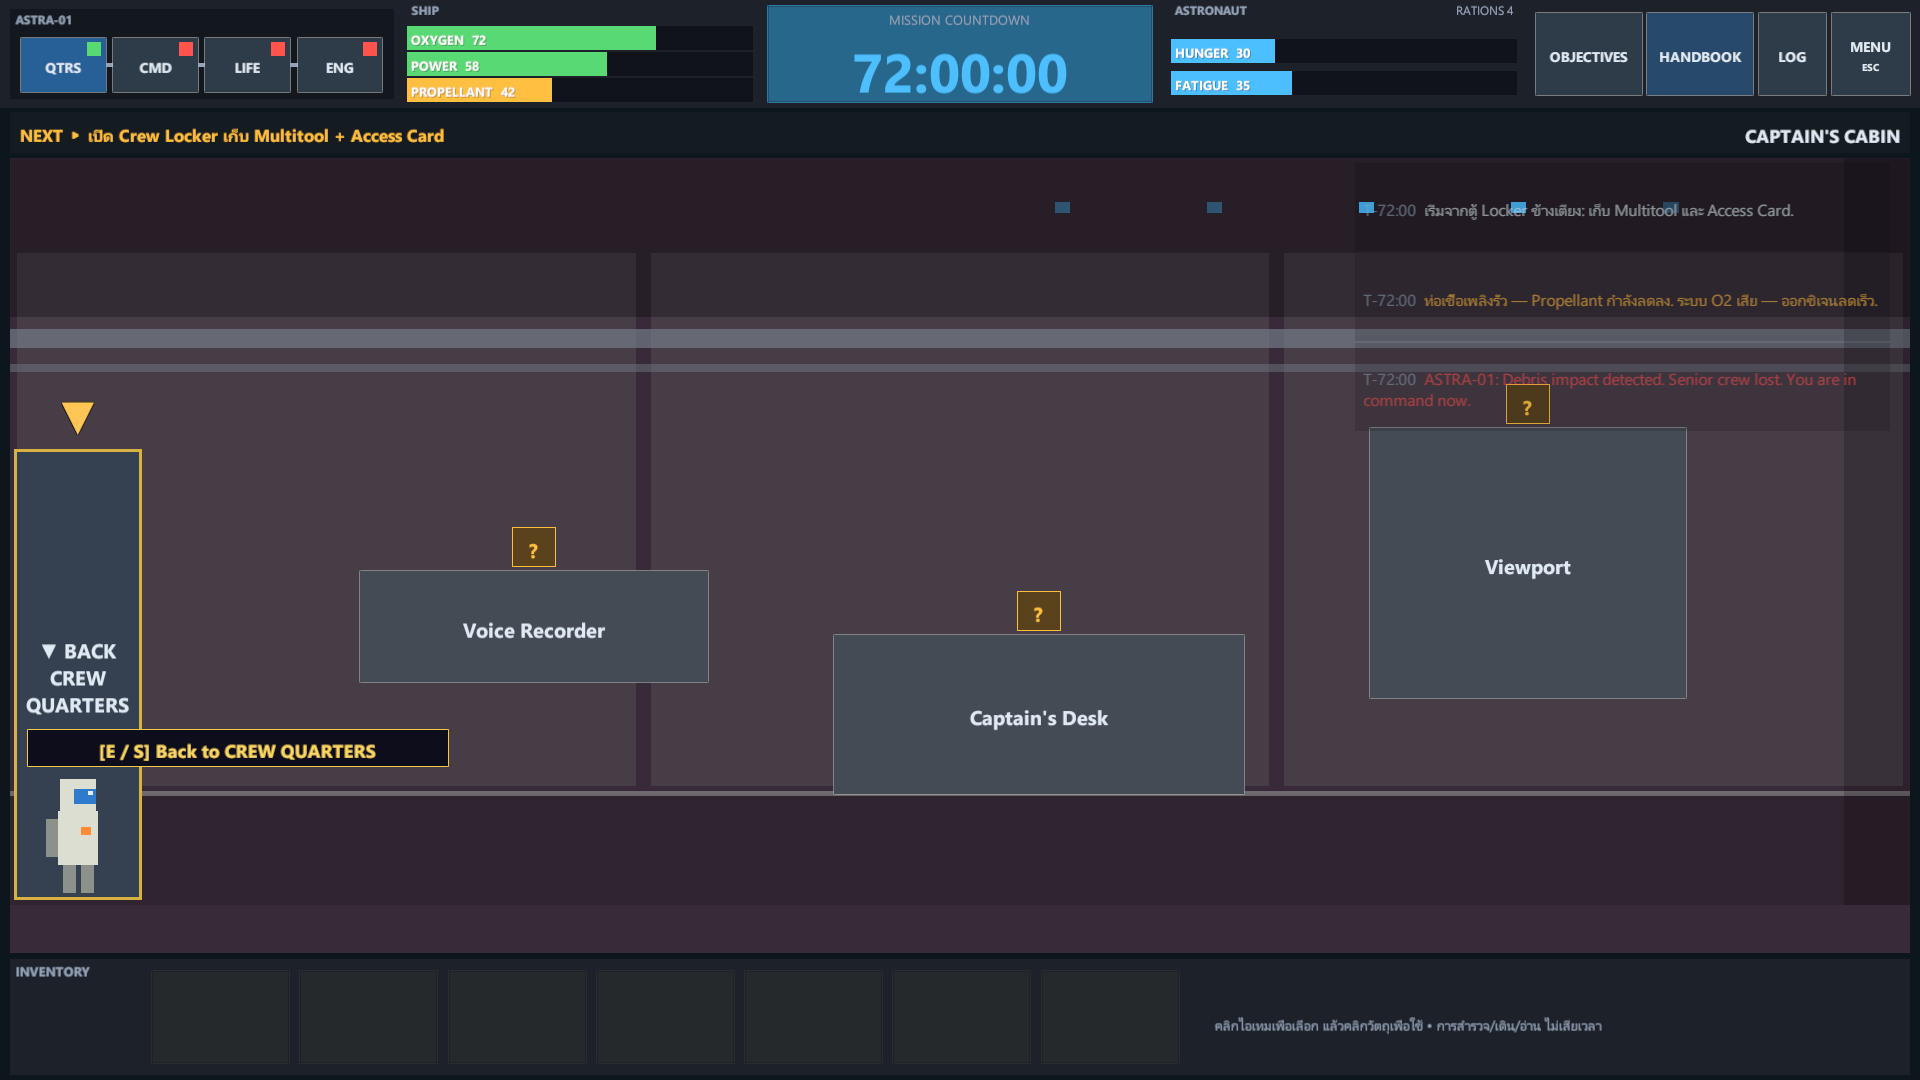 ASTRA-01
QTRS
CMD
LIFE
ENG
SHIP
OXYGEN 72
POWER 58
PROPELLANT 42
MISSION COUNTDOWN
72:00:00
ASTRONAUT
RATIONS 4
HUNGER 30
FATIGUE 35
OBJECTIVES
HANDBOOK
LOG
MENU
ESC
NEXT ▸ เปิด Crew Locker เก็บ Multitool + Access Card
CAPTAIN'S CABIN
T-72:00 เริ่มจากตู้ Locker ข้างเตียง: เก็บ Multitool และ Access Card.
T-72:00 ท่อเชื้อเพลิงรั่ว — Propellant กำลังลดลง. ระบบ O2 เสีย — ออกซิเจนลดเร็ว.
T-72:00 ASTRA-01: Debris impact detected. Senior crew lost. You are in
command now.
?
Viewport
?
Voice Recorder
?
Captain's Desk
▼ BACK
CREW
QUARTERS
[E / S] Back to CREW QUARTERS
INVENTORY
คลิกไอเทมเพื่อเลือก แล้วคลิกวัตถุเพื่อใช้ • การสำรวจ/เดิน/อ่าน ไม่เสียเวลา